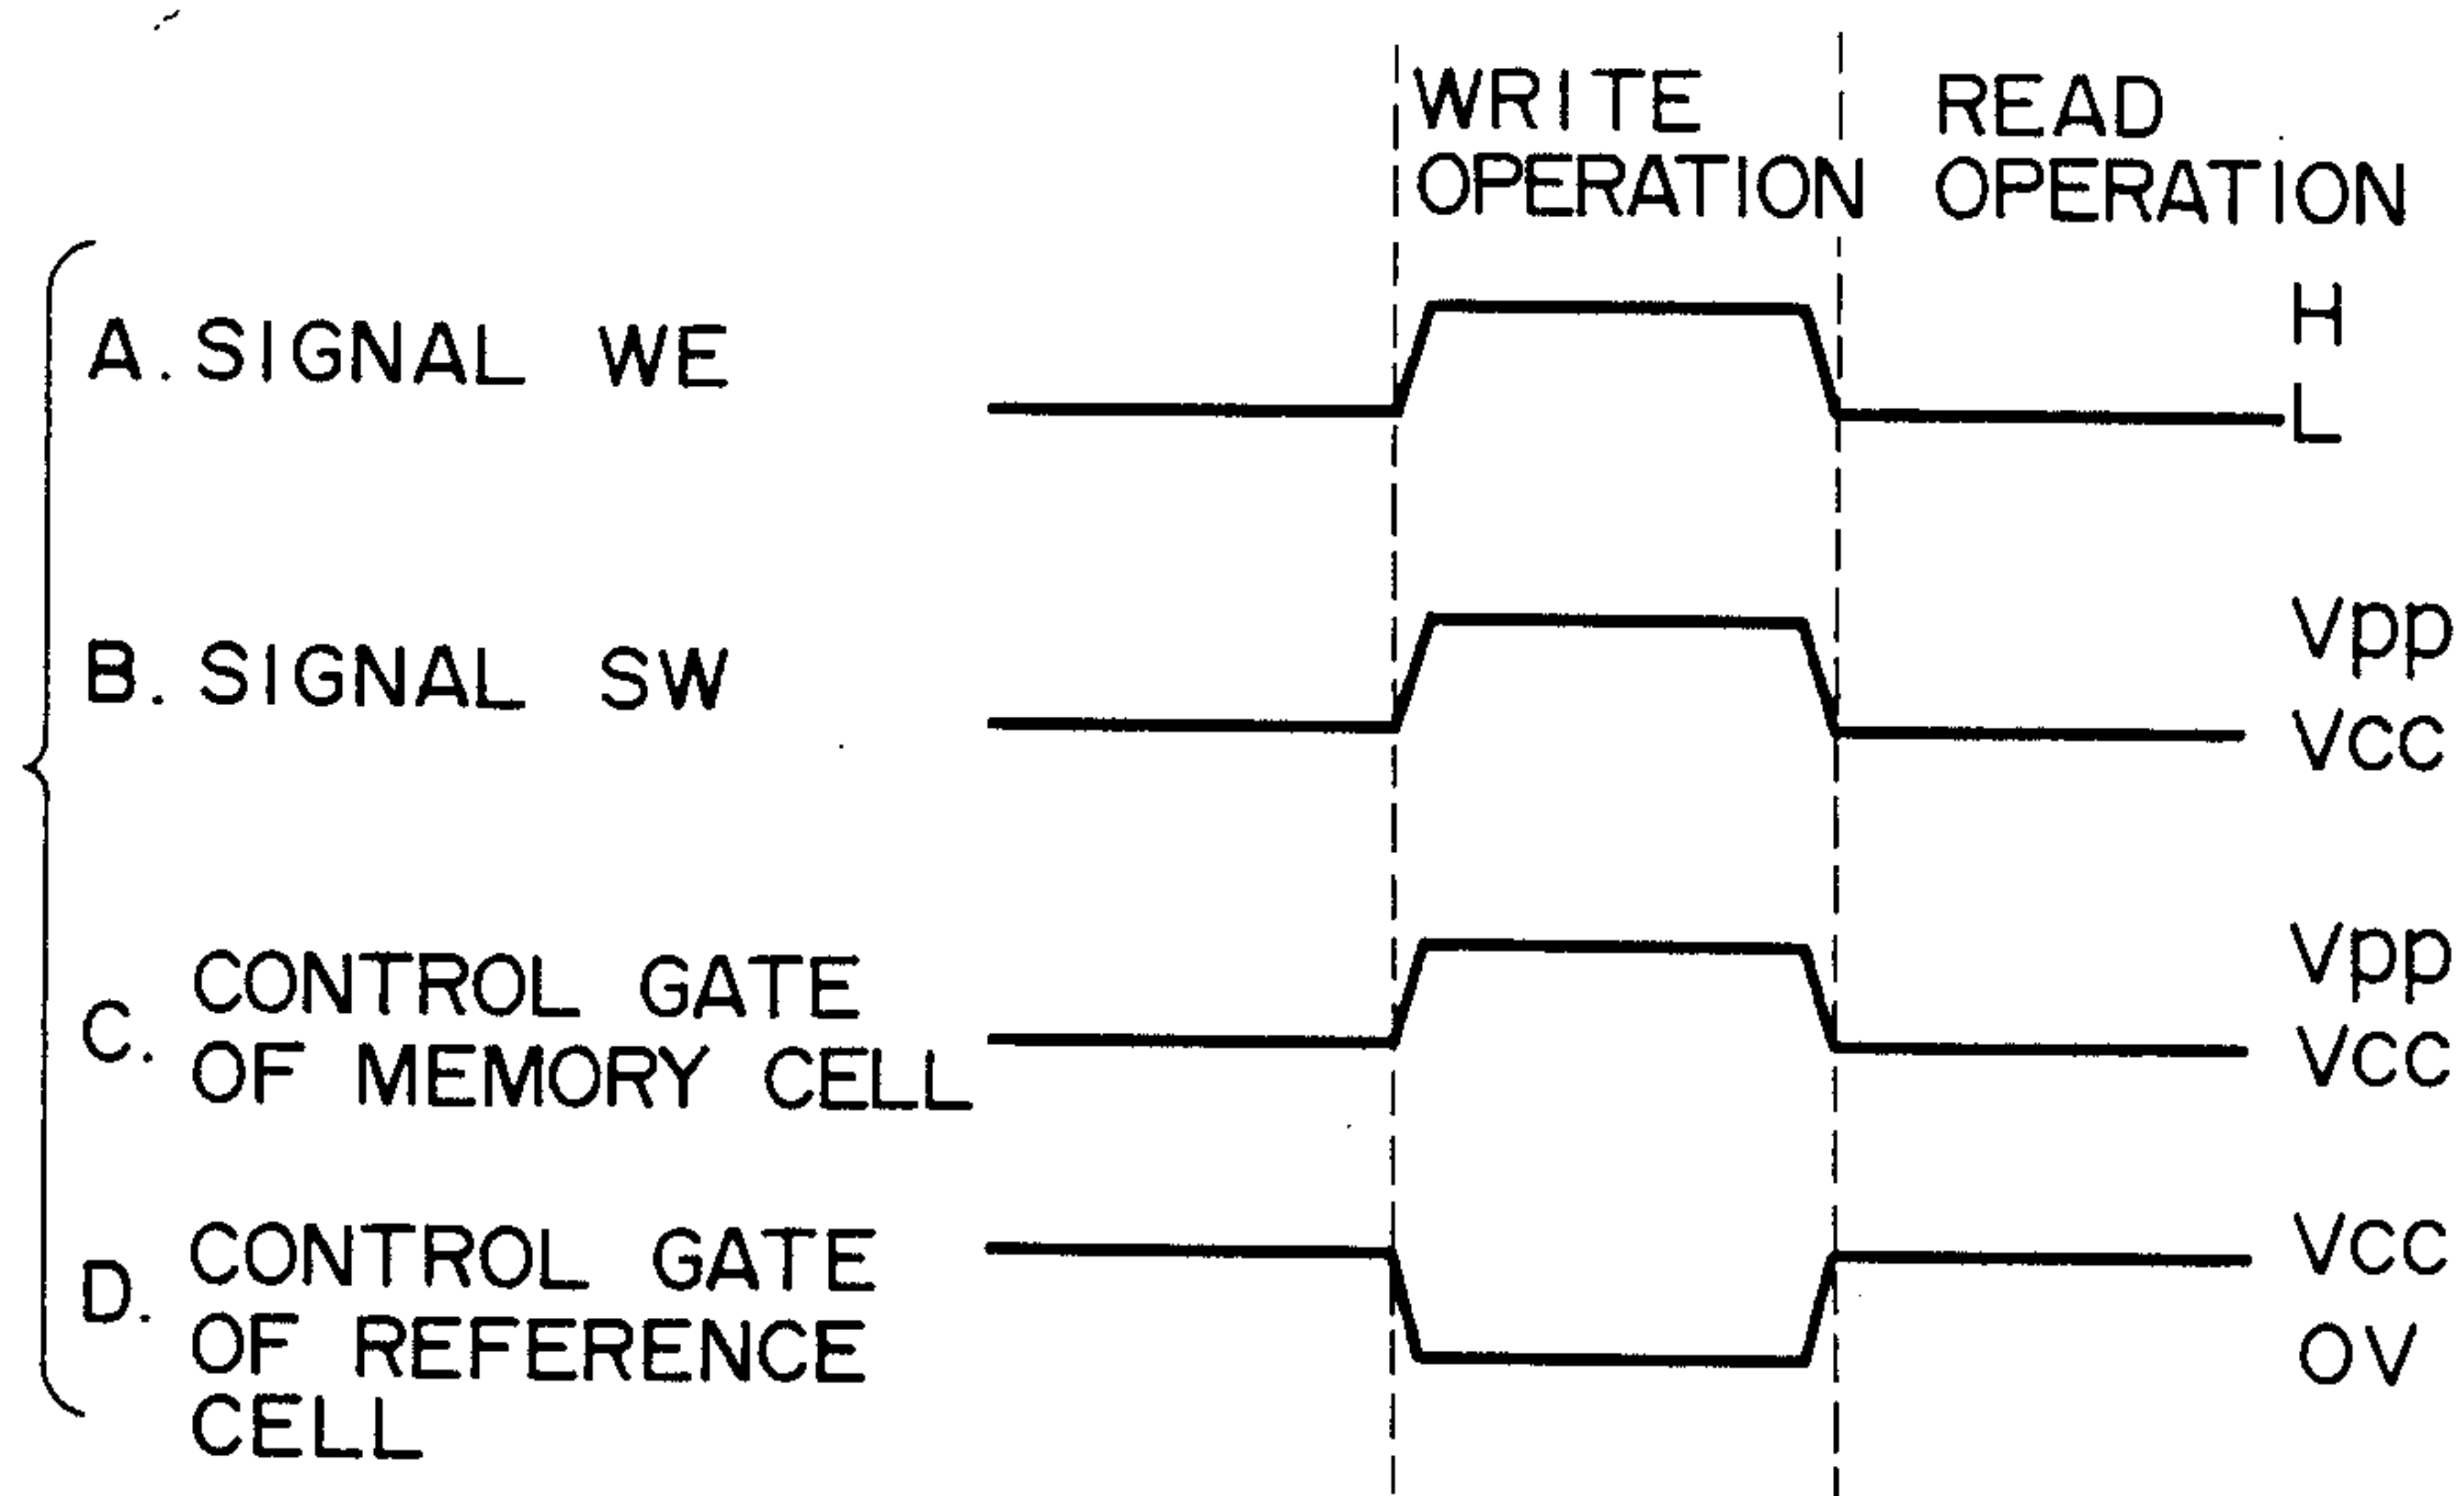 WRITE
OPERATION
READ
OPERATION
A. SIGNAL WE
H
L
B. SIGNAL SW
Vpp
VCC
C. CONTROL GATE
OF MEMORY CELL
Vpp
VCC
D. CONTROL GATE
OF REFERENCE
CELL
VCC
OV